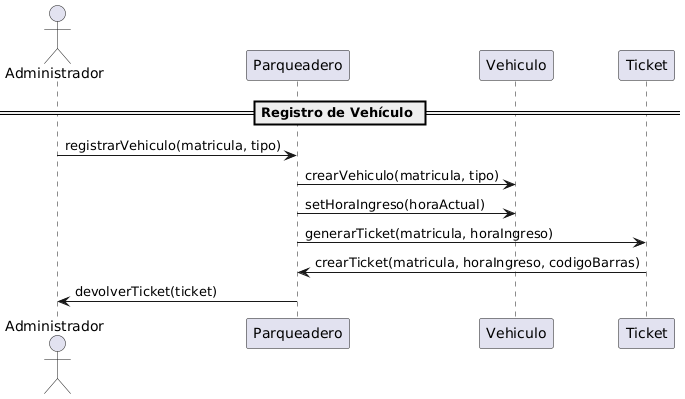 Administrador
Parqueadero
Vehiculo
Ticket
Registro de Vehículo
registrarVehiculo(matricula, tipo)
crearVehiculo(matricula, tipo)
setHoraIngreso(horaActual)
generarTicket(matricula, horaIngreso)
crearTicket(matricula, horaIngreso, codigoBarras)
devolverTicket(ticket)
Administrador
Parqueadero
Vehiculo
Ticket